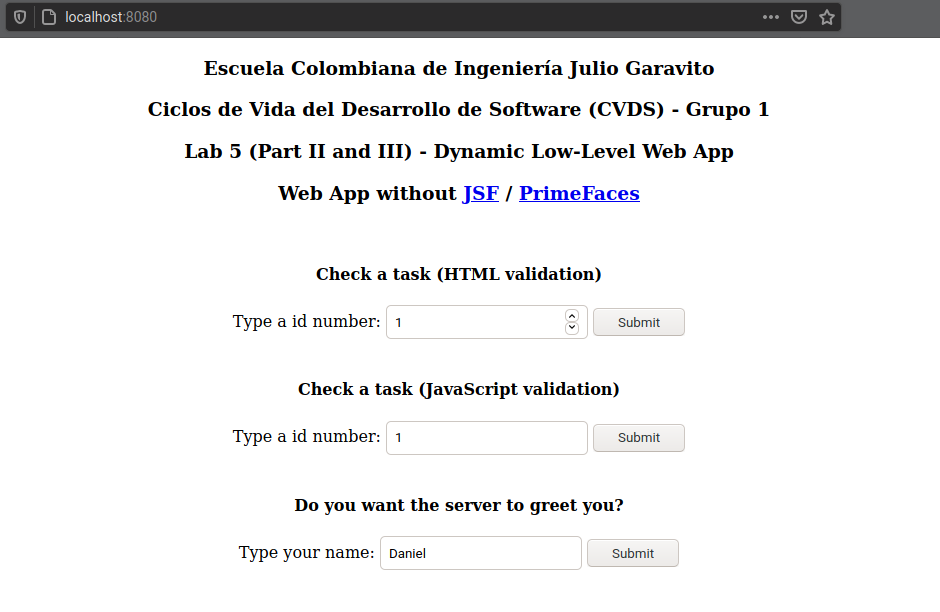 localhost:8080
Escuela Colombiana de Ingeniería Julio Garavito
Ciclos de Vida del Desarrollo de Software (CVDS) - Grupo 1
Lab 5 (Part II and III) - Dynamic Low-Level Web App
Web App without JSF / PrimeFaces
Check a task (HTML validation)
Type a id number: 1 Submit
Check a task (JavaScript validation)
Type a id number: 1 Submit
Do you want the server to greet you?
Type your name: Daniel Submit